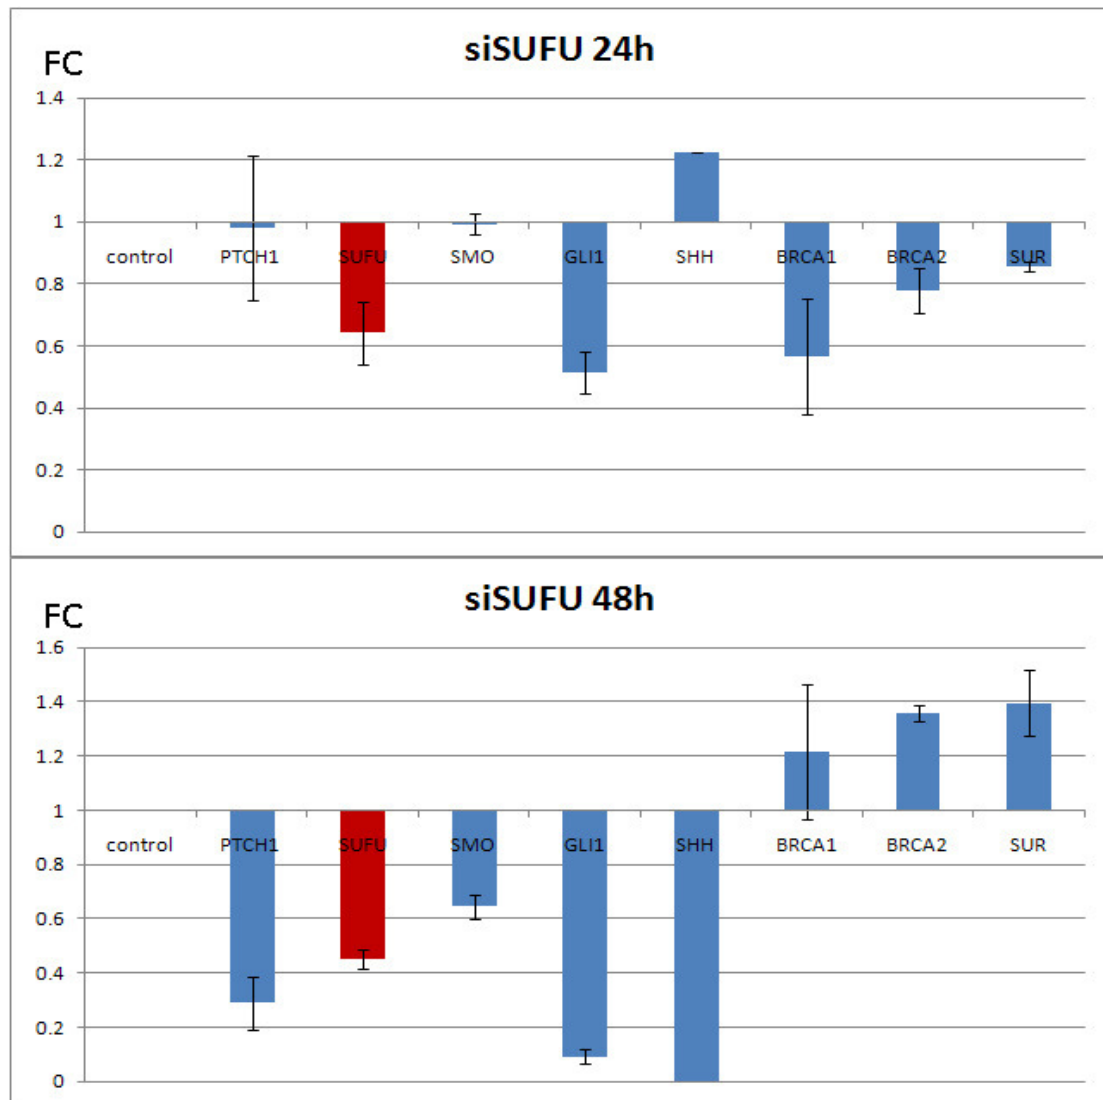 siSUFU 24h
FC
1.4
1.2
1
control PTCH1 SUFU SMO GLI1 SHH BRCA1 BRCA2 SUR
0.8
0.6
0.4
0.2
0
siSUFU 48h
FC
1.6
1.4
1.2
1
control PTCH1 SUFU SMO GLI1 SHH BRCA1 BRCA2 SUR
0.8
0.6
0.4
0.2
0